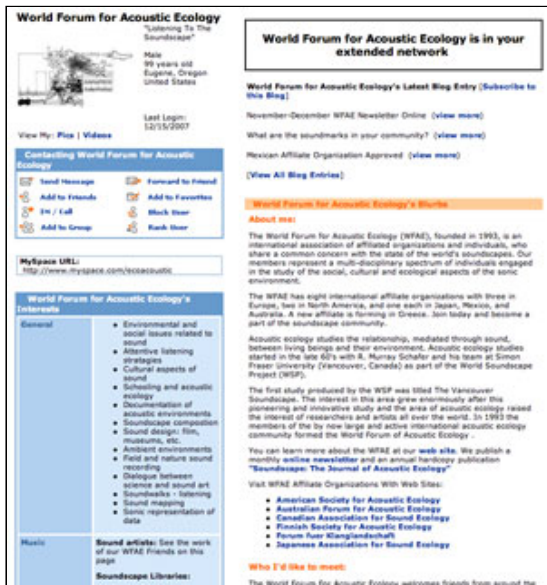 World Forum for Acoustic Ecology
"Listening To The
Soundscape"
Male
99 years old
Eugene, Oregon
United States
Last Login:
12/15/2007
View My: Pics | Videos
Contacting World Forum for Acoustic
Ecology
Send Message
Forward to Friend
Add to Friends
Add to Favorites
IM / Call
Block User
Add to Group
Rank User
MySpace URL:
http://www.myspace.com/ecoacoustic
World Forum for Acoustic Ecology's
Interests
General
Environmental and
social issues related to
sound
Attentive listening
strategies
Cultural aspects of
sound
Schooling and acoustic
ecology
Documentation of
acoustic environments
Soundscape compostion
Sound design: film,
museums, etc.
Ambient environments
Field and nature sound
recording
Dialogue between
science and sound art
Soundwalks - listening
Sound mapping
Sonic representation of
data
Music
Sound artists: See the work
of our WFAE Friends on this
page
Soundscape Libraries:
World Forum for Acoustic Ecology is in your
extended network
World Forum for Acoustic Ecology's Latest Blog Entry [Subscribe to
this Blog]
November-December WFAE Newsletter Online (view more)
What are the soundmarks in your community? (view more)
Mexican Affiliate Organization Approved (view more)
[View All Blog Entries]
World Forum for Acoustic Ecology's Blurbs
About me:
The World Forum for Acoustic Ecology (WFAE), founded in 1993, is an
international association of affiliated organizations and individuals, who
share a common concern with the state of the world's soundscapes. Our
members represent a multi-disciplinary spectrum of individuals engaged
in the study of the social, cultural and ecological aspects of the sonic
environment.
The WFAE has eight international affiliate organizations with three in
Europe, two in North America, and one each in Japan, Mexico, and
Australia. A new affiliate is forming in Greece. Join today and become a
part of the soundscape community.
Acoustic ecology studies the relationship, mediated through sound,
between living beings and their environment. Acoustic ecology studies
started in the late 60's with R. Murray Schafer and his team at Simon
Fraser University (Vancouver, Canada) as part of the World Soundscape
Project (WSP).
The first study produced by the WSP was titled The Vancouver
Soundscape. The interest in this area grew enormously after this
pioneering and innovative study and the area of acoustic ecology raised
the interest of researchers and artists all over the world. In 1993 the
members of the by now large and active international acoustic ecology
community formed the World Forum of Acoustic Ecology .
You can learn more about the WFAE at our web site. We publish a
monthly online newsletter and an annual hardcopy publication
"Soundscape: The Journal of Acoustic Ecology"
Visit WFAE Affiliate Organizations With Web Sites:
American Society for Acoustic Ecology
Australian Forum for Acoustic Ecology
Canadian Association for Sound Ecology
Finnish Society for Acoustic Ecology
Forum fuer Klanglandschaft
Japanese Association for Sound Ecology
Who I'd like to meet:
The World Forum for Acoustic Ecology welcomes friends from around the